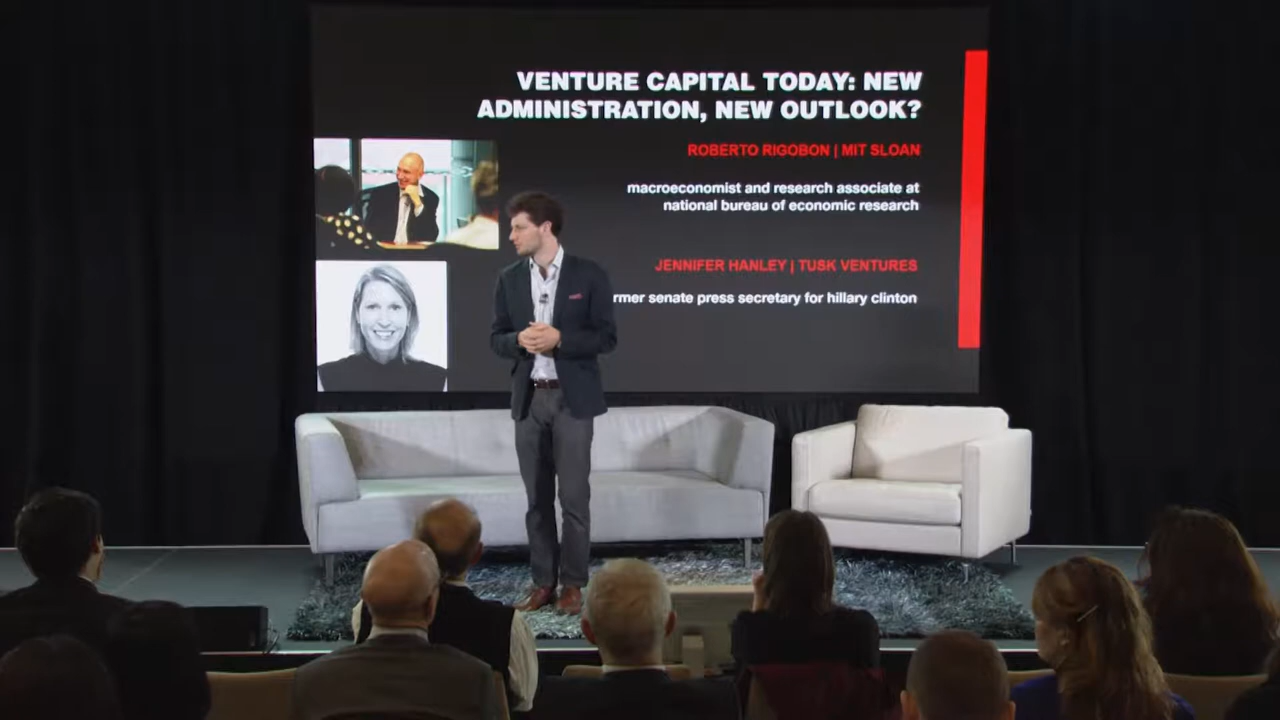 VENTURE CAPITAL TODAY: NEW
ADMINISTRATION, NEW OUTLOOK?
ROBERTO RIGOBON | MIT SLOAN
macroeconomist and research associate at
national bureau of economic research
JENNIFER HANLEY | TUSK VENTURES
senate press secretary for hillary clinton